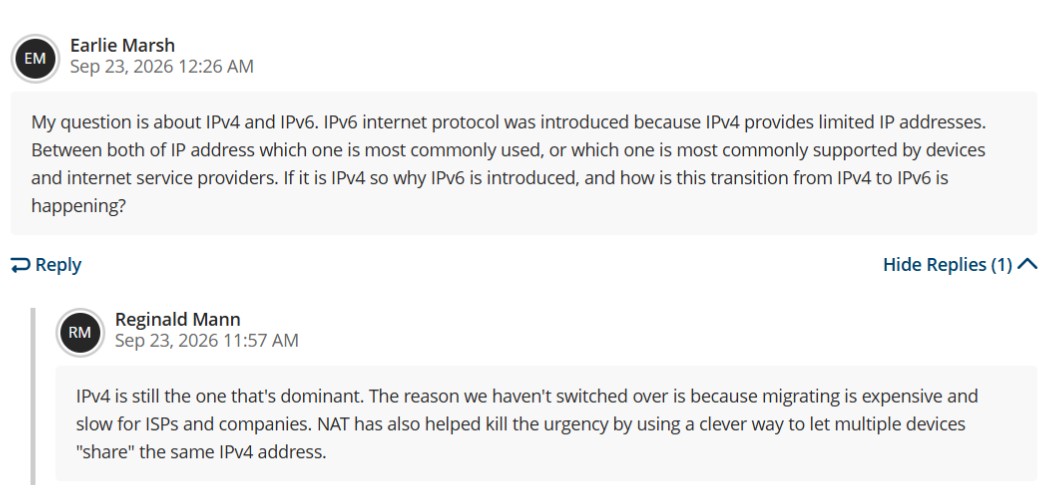 EM
Earlie Marsh
Sep 23, 2026 12:26 AM
My question is about IPv4 and IPv6. IPv6 internet protocol was introduced because IPv4 provides limited IP addresses.
Between both of IP address which one is most commonly used, or which one is most commonly supported by devices
and internet service providers. If it is IPv4 so why IPv6 is introduced, and how is this transition from IPv4 to IPv6 is
happening?
Reply
Hide Replies (1)
RM
Reginald Mann
Sep 23, 2026 11:57 AM
IPv4 is still the one that's dominant. The reason we haven't switched over is because migrating is expensive and
slow for ISPs and companies. NAT has also helped kill the urgency by using a clever way to let multiple devices
"share" the same IPv4 address.